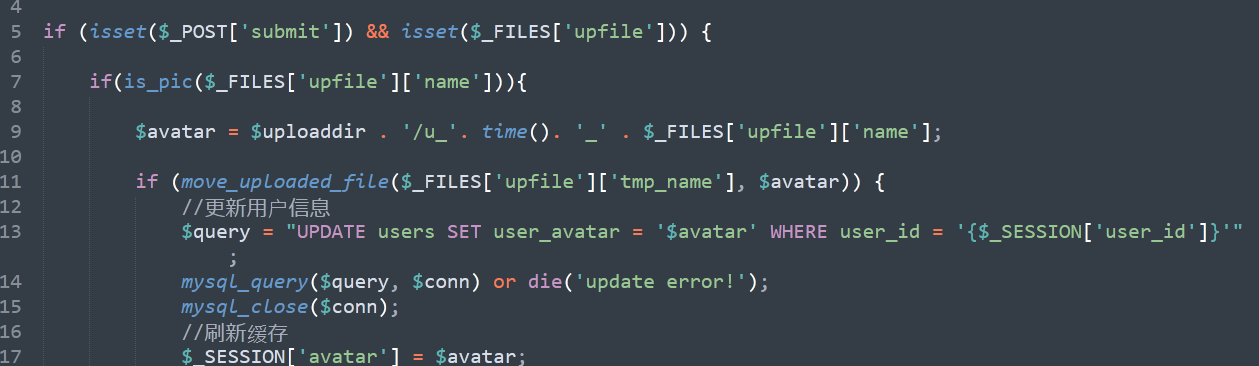 4
5 if (isset($_POST['submit']) && isset($_FILES['upfile'])) {
6
7 if(is_pic($_FILES['upfile']['name'])){
8
9 $avatar = $uploaddir . '/u_'. time(). '_' . $_FILES['upfile']['name'];
10
11 if (move_uploaded_file($_FILES['upfile']['tmp_name'], $avatar)) {
12 //更新用户信息
13 $query = "UPDATE users SET user_avatar = '$avatar' WHERE user_id = '{$_SESSION['user_id']}'"
;
14 mysql_query($query, $conn) or die('update error!');
15 mysql_close($conn);
16 //刷新缓存
17 $_SESSION['avatar'] = $avatar;